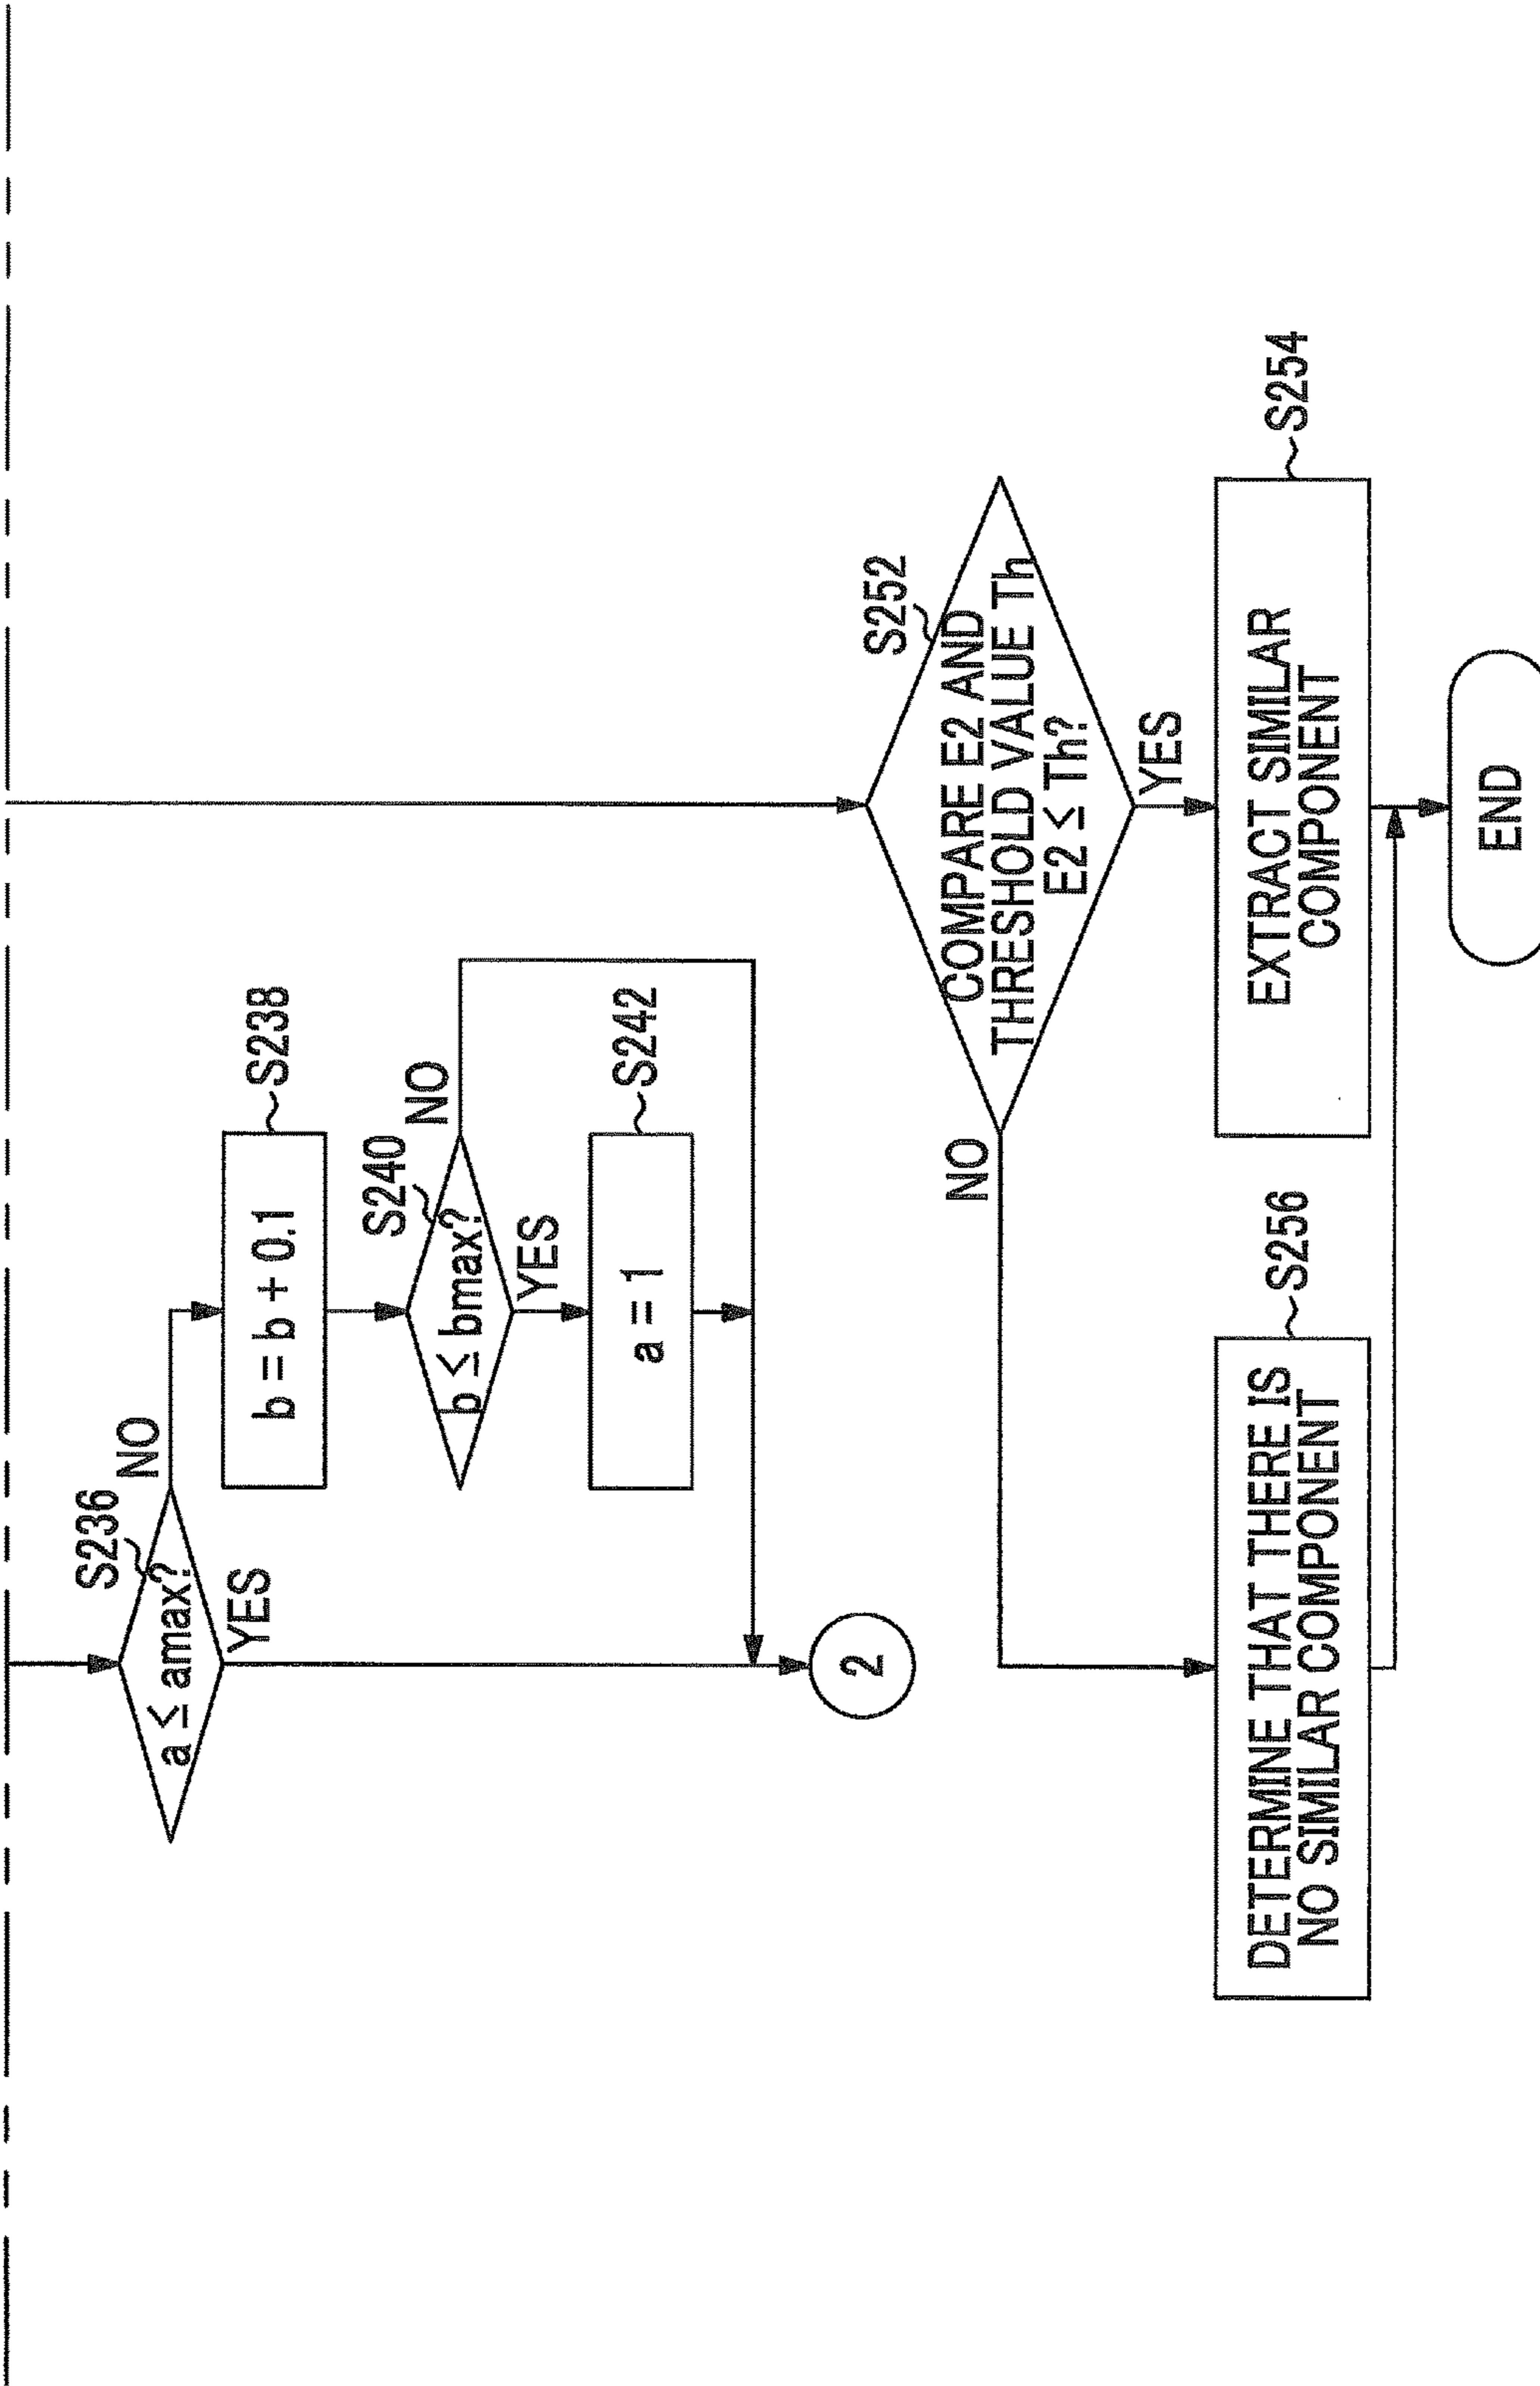 S236
a ≤ amax?
NO
YES
S238
b = b + 0.1
S240
b ≤ bmax?
NO
YES
S242
a = 1
2
S252
COMPARE E2 AND
THRESHOLD VALUE Th
E2 ≤ Th?
NO
YES
S256
DETERMINE THAT THERE IS
NO SIMILAR COMPONENT
S254
EXTRACT SIMILAR
COMPONENT
END